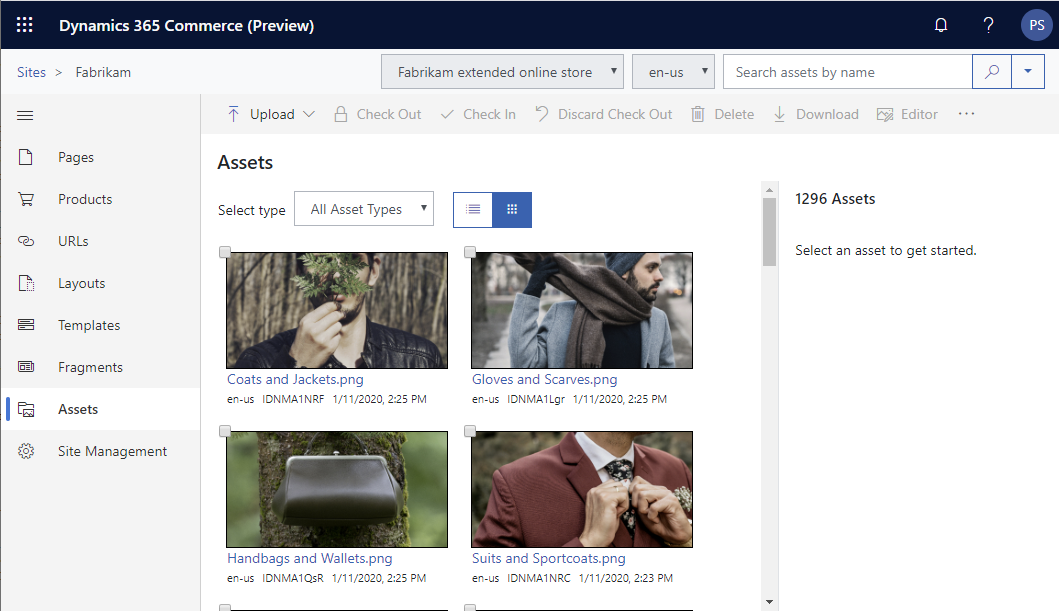 Dynamics 365 Commerce (Preview)
?
PS
Sites > Fabrikam
Fabrikam extended online store
en-us
Search assets by name
Upload
Check Out
Check In
Discard Check Out
Delete
Download
Editor
...
Pages
Products
URLs
Layouts
Templates
Fragments
Assets
Site Management
Assets
Select type
All Asset Types
Coats and Jackets.png
en-us IDNMA1NRF 1/11/2020, 2:25 PM
Gloves and Scarves.png
en-us IDNMA1Lgr 1/11/2020, 2:25 PM
Handbags and Wallets.png
en-us IDNMA1QsR 1/11/2020, 2:25 PM
Suits and Sportcoats.png
en-us IDNMA1NRC 1/11/2020, 2:23 PM
1296 Assets
Select an asset to get started.